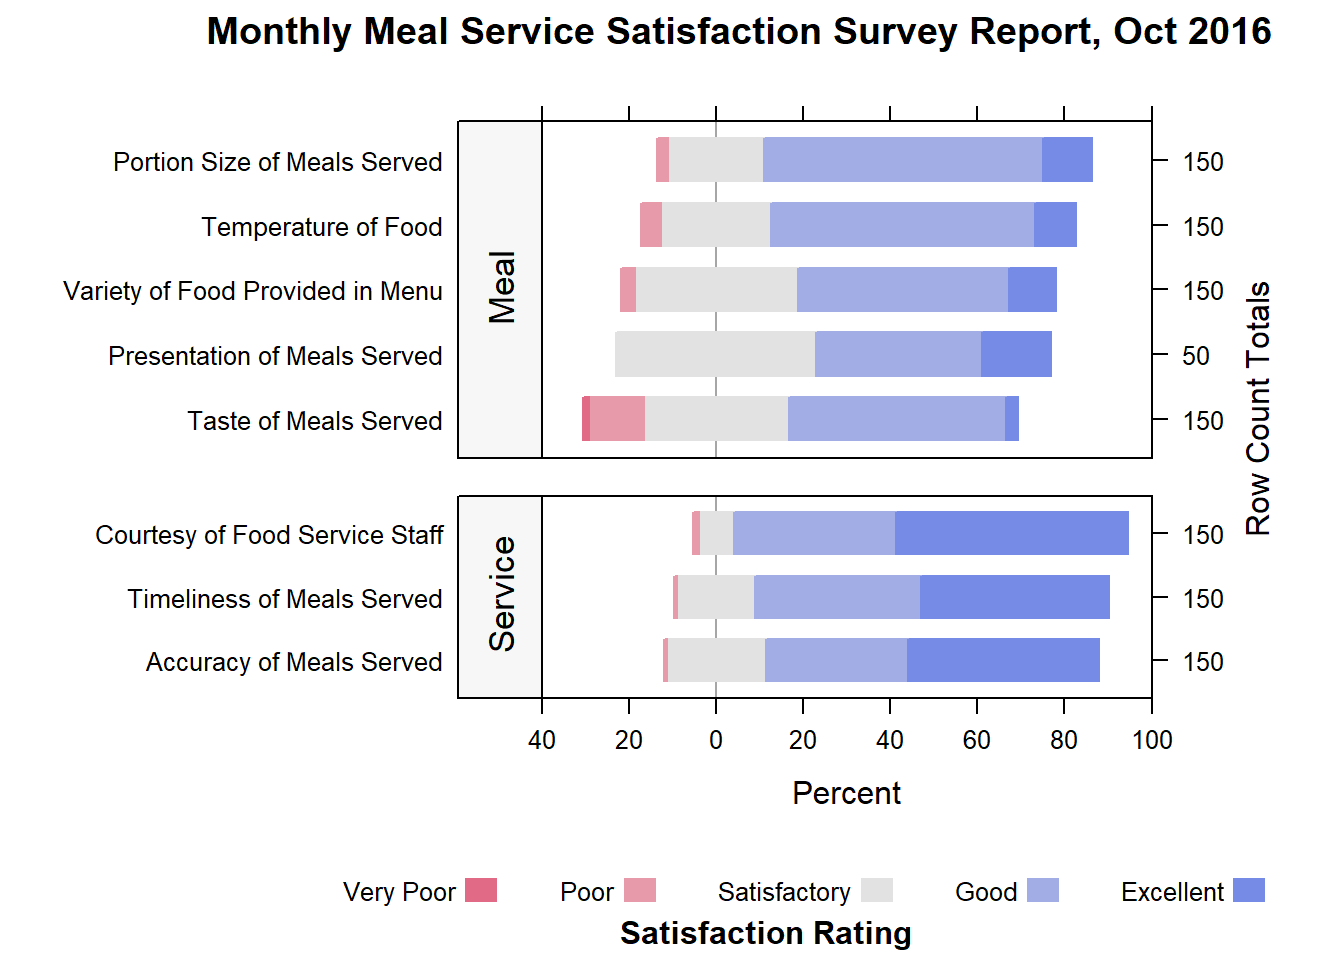 Monthly Meal Service Satisfaction Survey Report, Oct 2016
Meal
Portion Size of Meals Served 150
Temperature of Food 150
Variety of Food Provided in Menu 150
Presentation of Meals Served 50
Taste of Meals Served 150
Service
Courtesy of Food Service Staff 150
Timeliness of Meals Served 150
Accuracy of Meals Served 150
Row Count Totals
40 20 0 20 40 60 80 100
Percent
Very Poor Poor Satisfactory Good Excellent
Satisfaction Rating